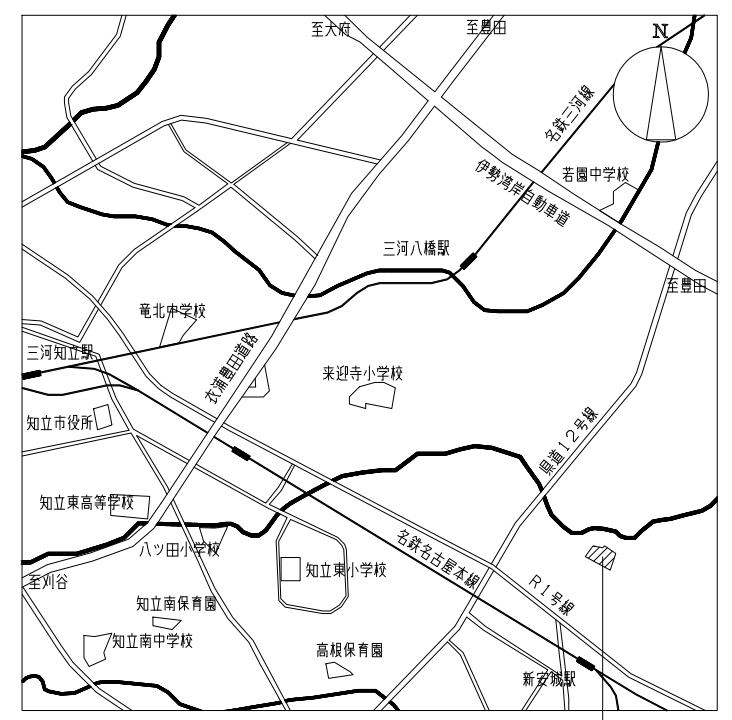 至大府
至豊田
N
名鉄三河線
伊勢湾岸自動車道
若園中学校
三河八橋駅
至豊田
竜北中学校
三河知立駅
衣浦豊田道路
来迎寺小学校
知立市役所
県道12号線
知立東高等学校
八ツ田小学校
名鉄名古屋本線
知立東小学校
至刈谷
R1号線
知立南保育園
知立南中学校
高根保育園
新安城駅